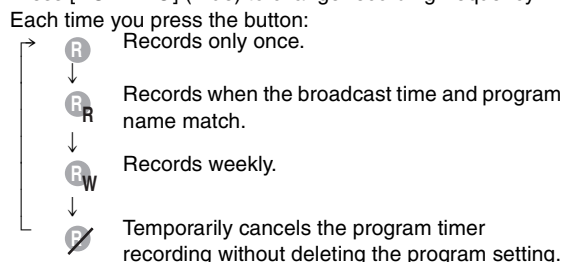 Each time you press the button:
R Records only once.
R R Records when the broadcast time and program
name match.
R W Records weekly.
R Temporarily cancels the program timer
recording without deleting the program setting.